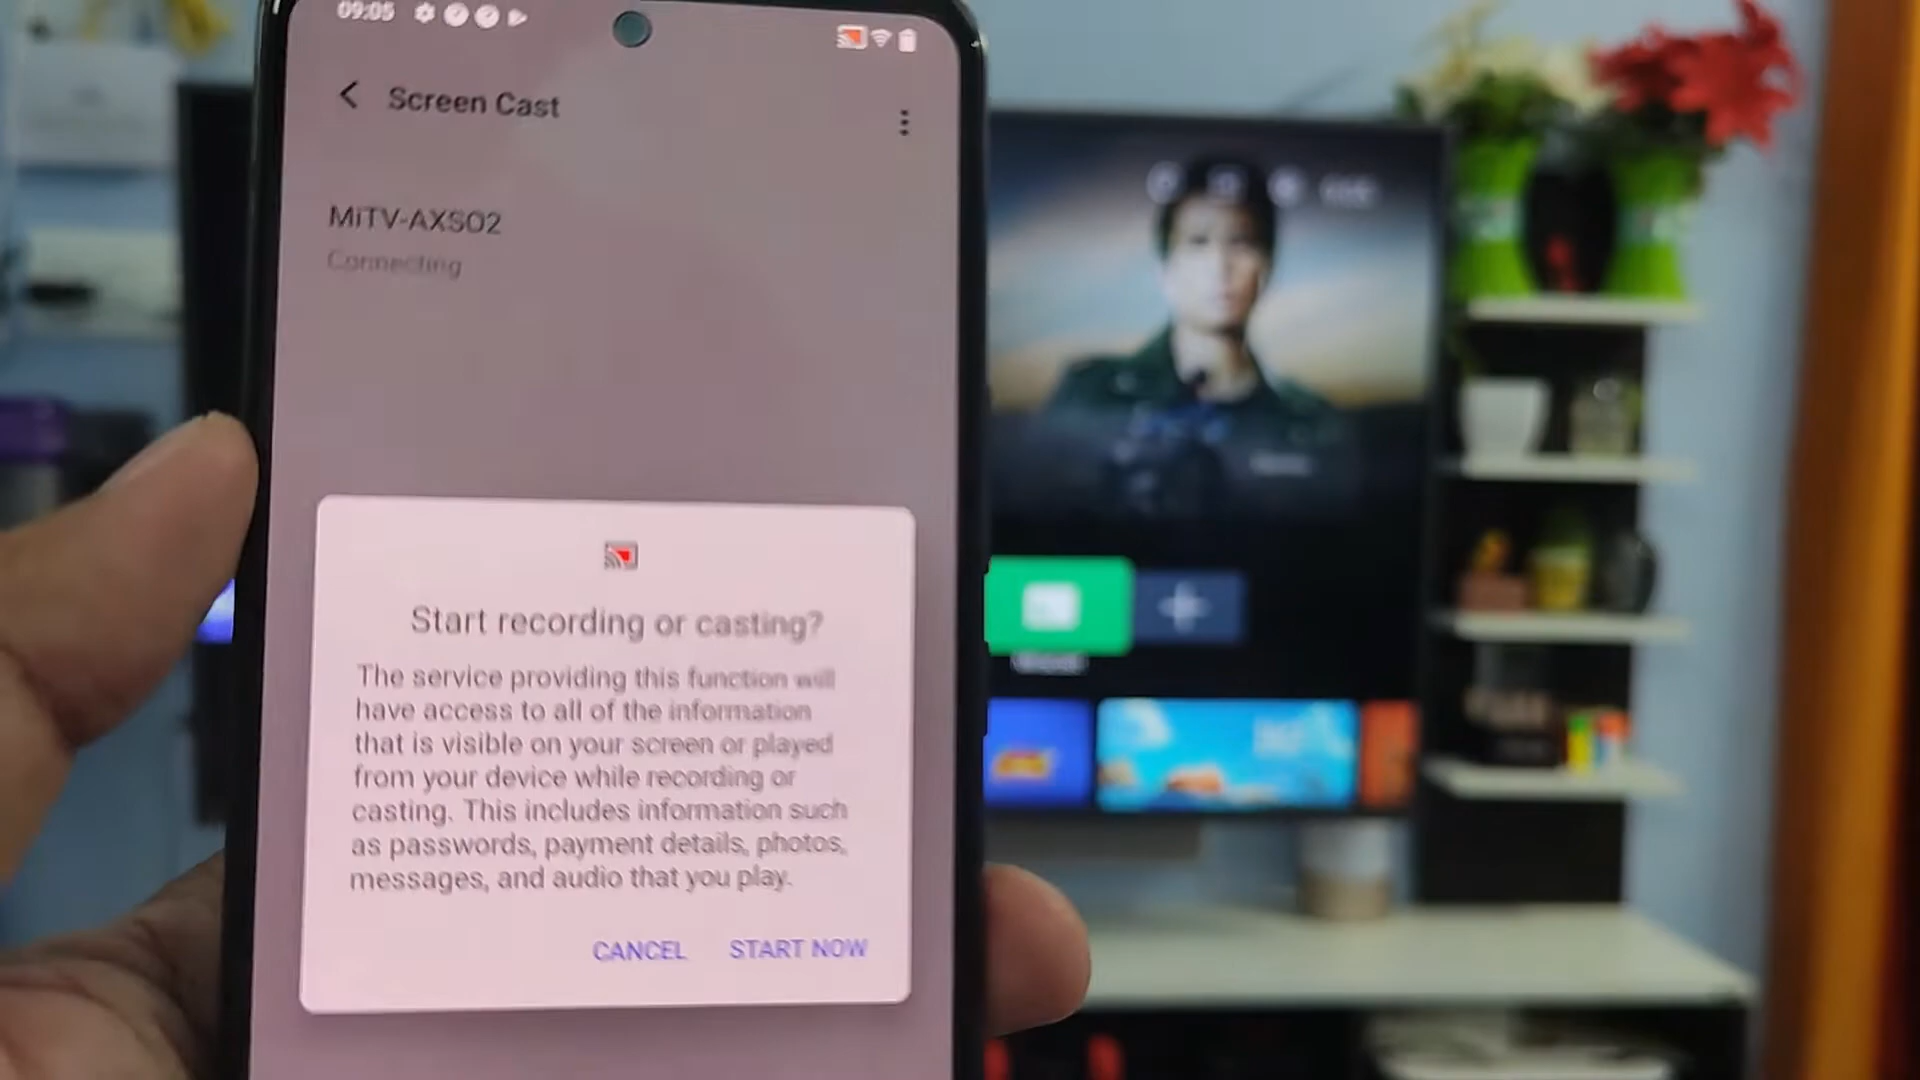 09:05
Screen Cast
MiTV-AXSO2
Connecting
Start recording or casting?
The service providing this function will
have access to all of the information
that is visible on your screen or played
from your device while recording or
casting. This includes information such
as passwords, payment details, photos,
messages, and audio that you play.
CANCEL START NOW